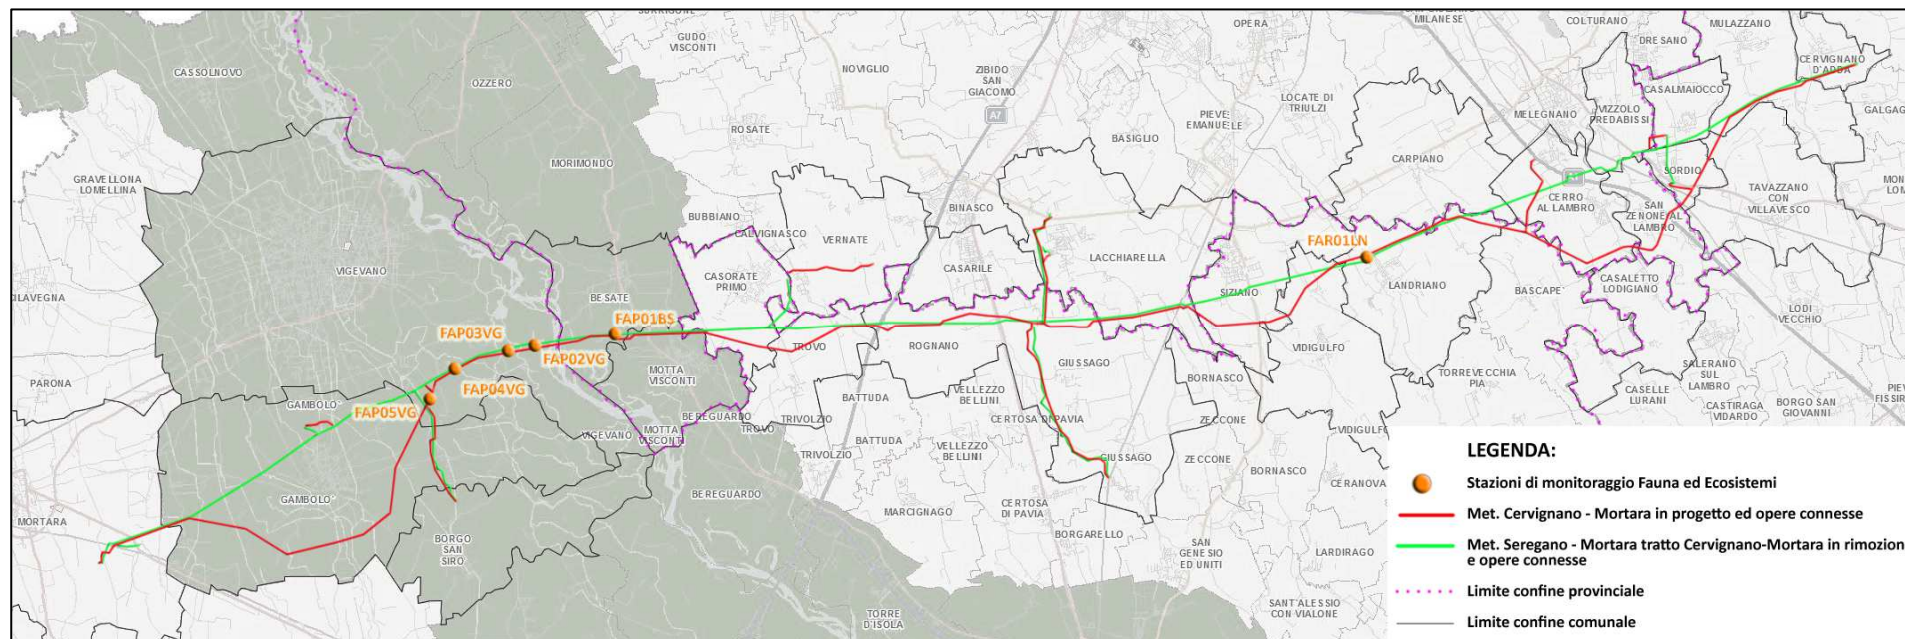 GUDO
VISCONTI
OPERA
MILANESE
COLTURANO
MULAZZANO
DRESANO
CERVIGNANO
D'ADDA
CASSOLNOVO
OZZERO
NOVIGLIO
ZIBIDO
SAN
GIACOMO
A7
LOCATE DI
TRIULZI
MELEGNANO
VIZZOLO
PREDABISSI
CASALMAIOCCO
GALGAG
ROSATE
BASIGLIO
PIEVE
EMANUELE
CARPIANO
MORIMONDO
GRAVELLONA
LOMELLINA
SORDIO
TAVAZZANO
CON
VILLAVESCO
CERRO
AL LAMBRO
SAN
ZENONE AL
LAMBRO
BUBBIANO
BINASCO
CALVIGNASCO
VERNATE
FAR01LN
VIGEVANO
CASORATE
PRIMO
CASARILE
LACCHIARELLA
SIZIANO
LANDRIANO
BASCAPE'
CASALETTO
LODIGIANO
LODI
VECCHIO
CILAVEGNA
BESATE
FAP01BS
FAP03VG
FAP02VG
TROVO
ROGNANO
GIUSSAGO
VIDIGULFO
TORREVECCHIA
PIA
SALERANO
SUL
LAMBRO
MOTTA
VISCONTI
BORNASCO
PARONA
FAP04VG
GAMBOLO'
FAP05VG
BATTUDA
VELLEZZO
BELLINI
CASELLE
LURANI
CASTIRAGA
VIDARDO
BORGO SAN
GIOVANNI
PIEV
FISSIR
BEREGUARDO
TROVO
TRIVOLZIO
CERTOSA DI PAVIA
ZECCONE
VIGEVANO
MOTTA
VISCONTI
VIDIGULFO
BATTUDA
VELLEZZO
BELLINI
TRIVOLZIO
GIUSSAGO
ZECCONE
BORNASCO
CERANOVA
GAMBOLO'
BEREGUARDO
MARCIGNAGO
CERTOSA
DI PAVIA
MORTARA
BORGO
SAN
SIRO
BORGARELLO
SAN
GENESIO
ED UNITI
LARDIRAGO
TORRE
D'ISOLA
SANT'ALESSIO
CON VIALONE
LEGENDA:
Stazioni di monitoraggio Fauna ed Ecosistemi
Met. Cervignano - Mortara in progetto ed opere connesse
Met. Seregano - Mortara tratto Cervignano-Mortara in rimozion
e opere connesse
Limite confine provinciale
Limite confine comunale